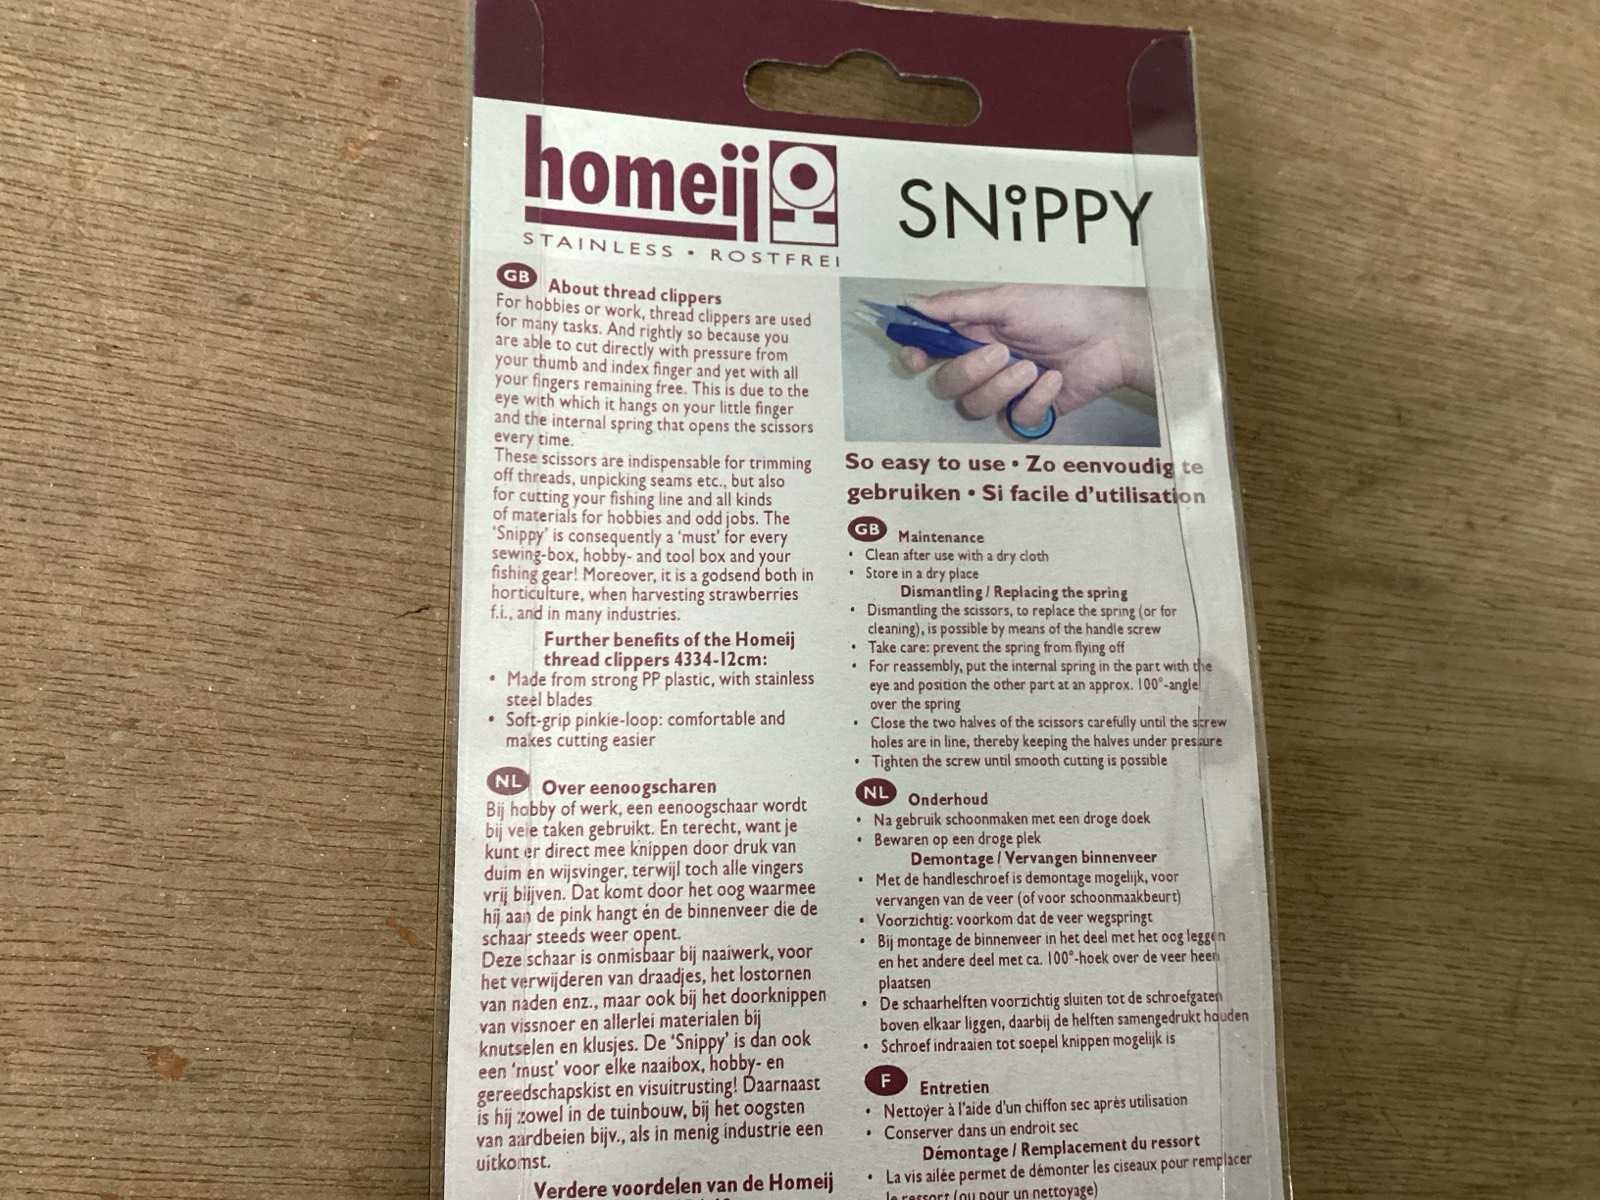 homeij
STAINLESS • ROSTFREI
SNiPPY
GB About thread clippers
For hobbies or work, thread clippers are used
for many tasks. And rightly so because you
are able to cut directly with pressure from
your thumb and index finger and yet with all
your fingers remaining free. This is due to the
eye with which it hangs on your little finger
and the internal spring that opens the scissors
every time.
These scissors are indispensable for trimming
off threads, unpicking seams etc., but also
for cutting your fishing line and all kinds
of materials for hobbies and odd jobs. The
'Snippy' is consequently a 'must' for every
sewing-box, hobby- and tool box and your
fishing gear! Moreover, it is a godsend both in
horticulture, when harvesting strawberries
f.i., and in many industries.
Further benefits of the Homeij
thread clippers 4334-12cm:
• Made from strong PP plastic, with stainless
steel blades
• Soft-grip pinkie-loop: comfortable and
makes cutting easier
NL Over eenoogscharen
Bij hobby of werk, een eenoogschaar wordt
bij vele taken gebruikt. En terecht, want je
kunt er direct mee knippen door druk van
duim en wijsvinger, terwijl toch alle vingers
vrij blijven. Dat komt door het oog waarmee
hij aan de pink hangt én de binnenveer die de
schaar steeds weer opent.
Deze schaar is onmisbaar bij naaiwerk, voor
het verwijderen van draadjes, het lostornen
van naden enz., maar ook bij het doorknippen
van vissnoer en allerlei materialen bij
knutselen en klusjes. De 'Snippy' is dan ook
een 'must' voor elke naaibox, hobby- en
gereedschapskist en visuitrusting! Daarnaast
is hij zowel in de tuinbouw, bij het oogsten
van aardbeien bijv., als in menig industrie een
uitkomst.
Verdere voordelen van de Homeij
So easy to use • Zo eenvoudig te
gebruiken • Si facile d'utilisation
GB Maintenance
• Clean after use with a dry cloth
• Store in a dry place
Dismantling / Replacing the spring
• Dismantling the scissors, to replace the spring (or for
cleaning), is possible by means of the handle screw
• Take care: prevent the spring from flying off
• For reassembly, put the internal spring in the part with the
eye and position the other part at an approx. 100°-angle
over the spring
• Close the two halves of the scissors carefully until the screw
holes are in line, thereby keeping the halves under pressure
• Tighten the screw until smooth cutting is possible
NL Onderhoud
• Na gebruik schoonmaken met een droge doek
• Bewaren op een droge plek
Demontage / Vervangen binnenveer
• Met de handleschroef is demontage mogelijk, voor
vervangen van de veer (of voor schoonmaakbeurt)
• Voorzichtig: voorkom dat de veer wegspringt
• Bij montage de binnenveer in het deel met het oog leggen
en het andere deel met ca. 100°-hoek over de veer heen
plaatsen
• De schaarhelften voorzichtig sluiten tot de schroefgaten
boven elkaar liggen, daarbij de helften samengedrukt houden
• Schroef indraaien tot soepel knippen mogelijk is
F Entretien
• Nettoyer à l'aide d'un chiffon sec après utilisation
• Conserver dans un endroit sec
Démontage / Remplacement du ressort
• La vis ailée permet de démonter les ciseaux pour remplacer
le ressort (ou pour un nettoyage)